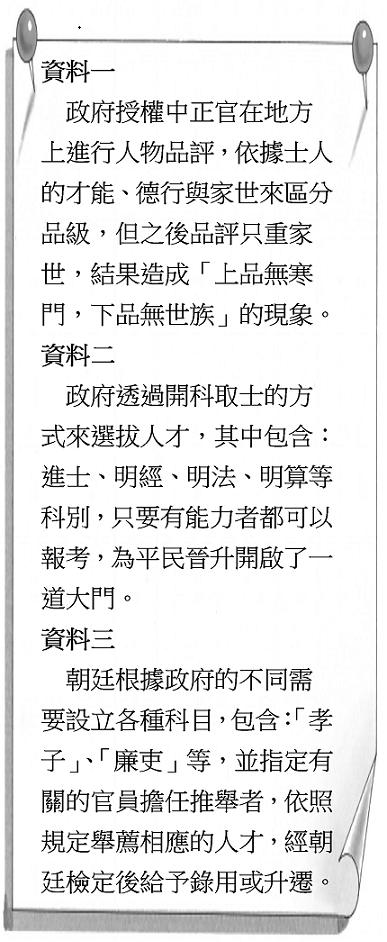 資料一
政府授權中正官在地方
上進行人物品評，依據士人
的才能、德行與家世來區分
品級，但之後品評只重家
世，結果造成「上品無寒
門，下品無世族」的現象。
資料二
政府透過開科取士的方
式來選拔人才，其中包含：
進士、明經、明法、明算等
科別，只要有能力者都可以
報考，為平民晉升開啟了一
道大門。
資料三
朝廷根據政府的不同需
要設立各種科目，包含：「孝
子」、「廉吏」等，並指定有
關的官員擔任推舉者，依照
規定舉薦相應的人才，經朝
廷檢定後給予錄用或升遷。